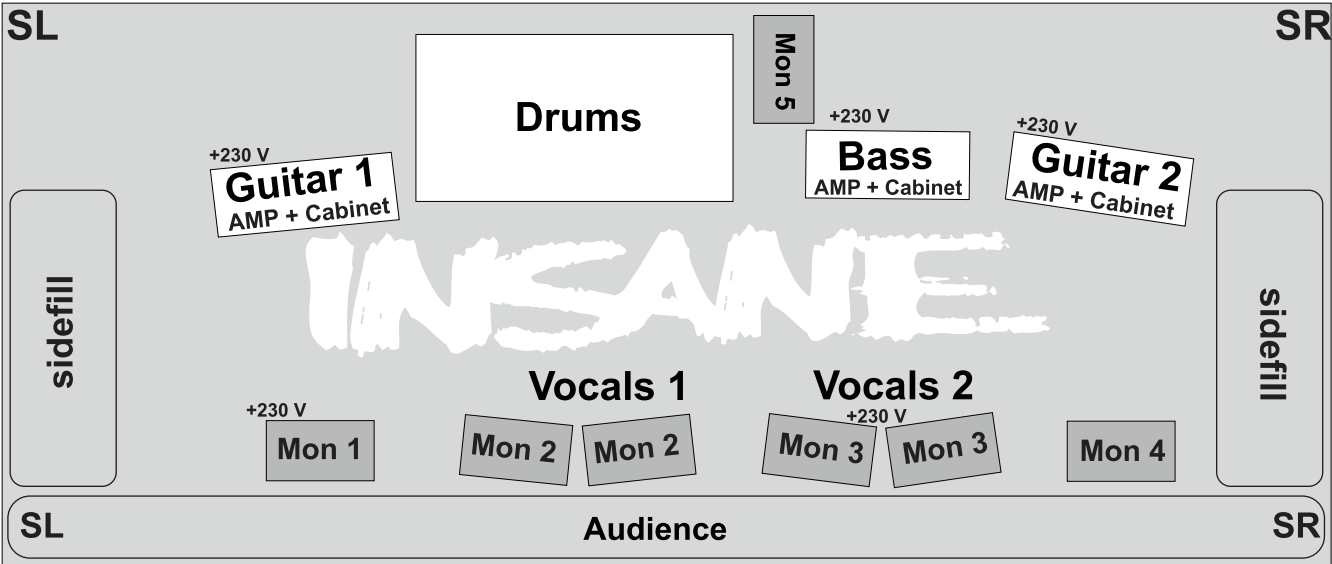 SL
SR
Mon 5
Drums
+230 V
Bass
AMP + Cabinet
+230 V
Guitar 2
AMP + Cabinet
+230 V
Guitar 1
AMP + Cabinet
INSANE
sidefill
sidefill
Vocals 1
Vocals 2
+230 V
Mon 1
Mon 2
Mon 2
+230 V
Mon 3
Mon 3
Mon 4
SL
Audience
SR